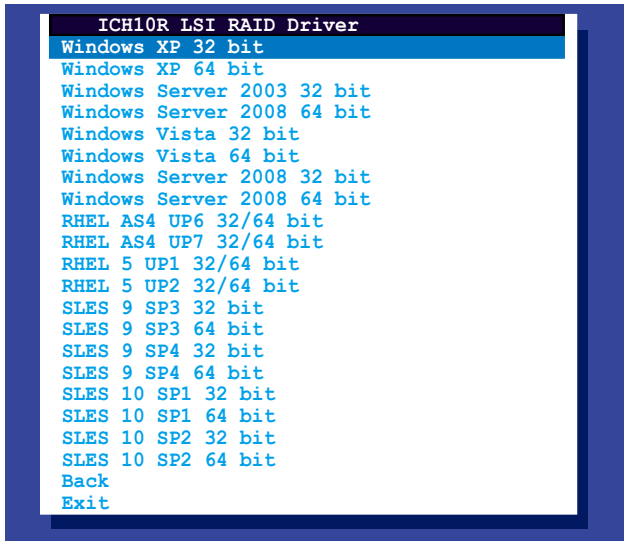 ICH10R LSI RAID Driver
Windows XP 32 bit
Windows XP 64 bit
Windows Server 2003 32 bit
Windows Server 2008 64 bit
Windows Vista 32 bit
Windows Vista 64 bit
Windows Server 2008 32 bit
Windows Server 2008 64 bit
RHEL AS4 UP6 32/64 bit
RHEL AS4 UP7 32/64 bit
RHEL 5 UP1 32/64 bit
RHEL 5 UP2 32/64 bit
SLES 9 SP3 32 bit
SLES 9 SP3 64 bit
SLES 9 SP4 32 bit
SLES 9 SP4 64 bit
SLES 10 SP1 32 bit
SLES 10 SP1 64 bit
SLES 10 SP2 32 bit
SLES 10 SP2 64 bit
Back
Exit